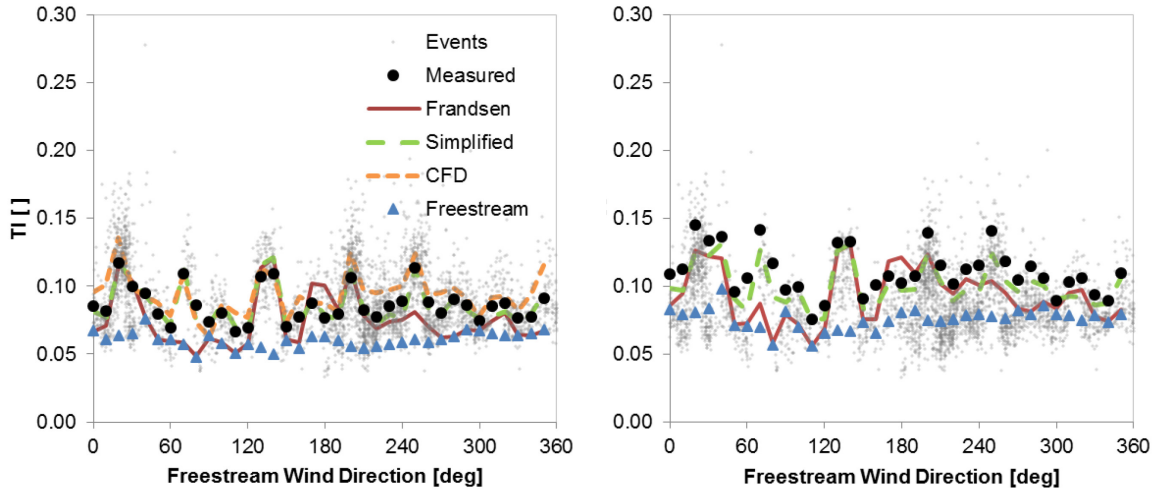 0.30
0.25
0.20
0.15
0.10
0.05
0.00
TI [ ]
0 60 120 180 240 300 360
Freestream Wind Direction [deg]
Events
Measured
Frandsen
Simplified
CFD
Freestream
0.30
0.25
0.20
0.15
0.10
0.05
0.00
0 60 120 180 240 300 360
Freestream Wind Direction [deg]